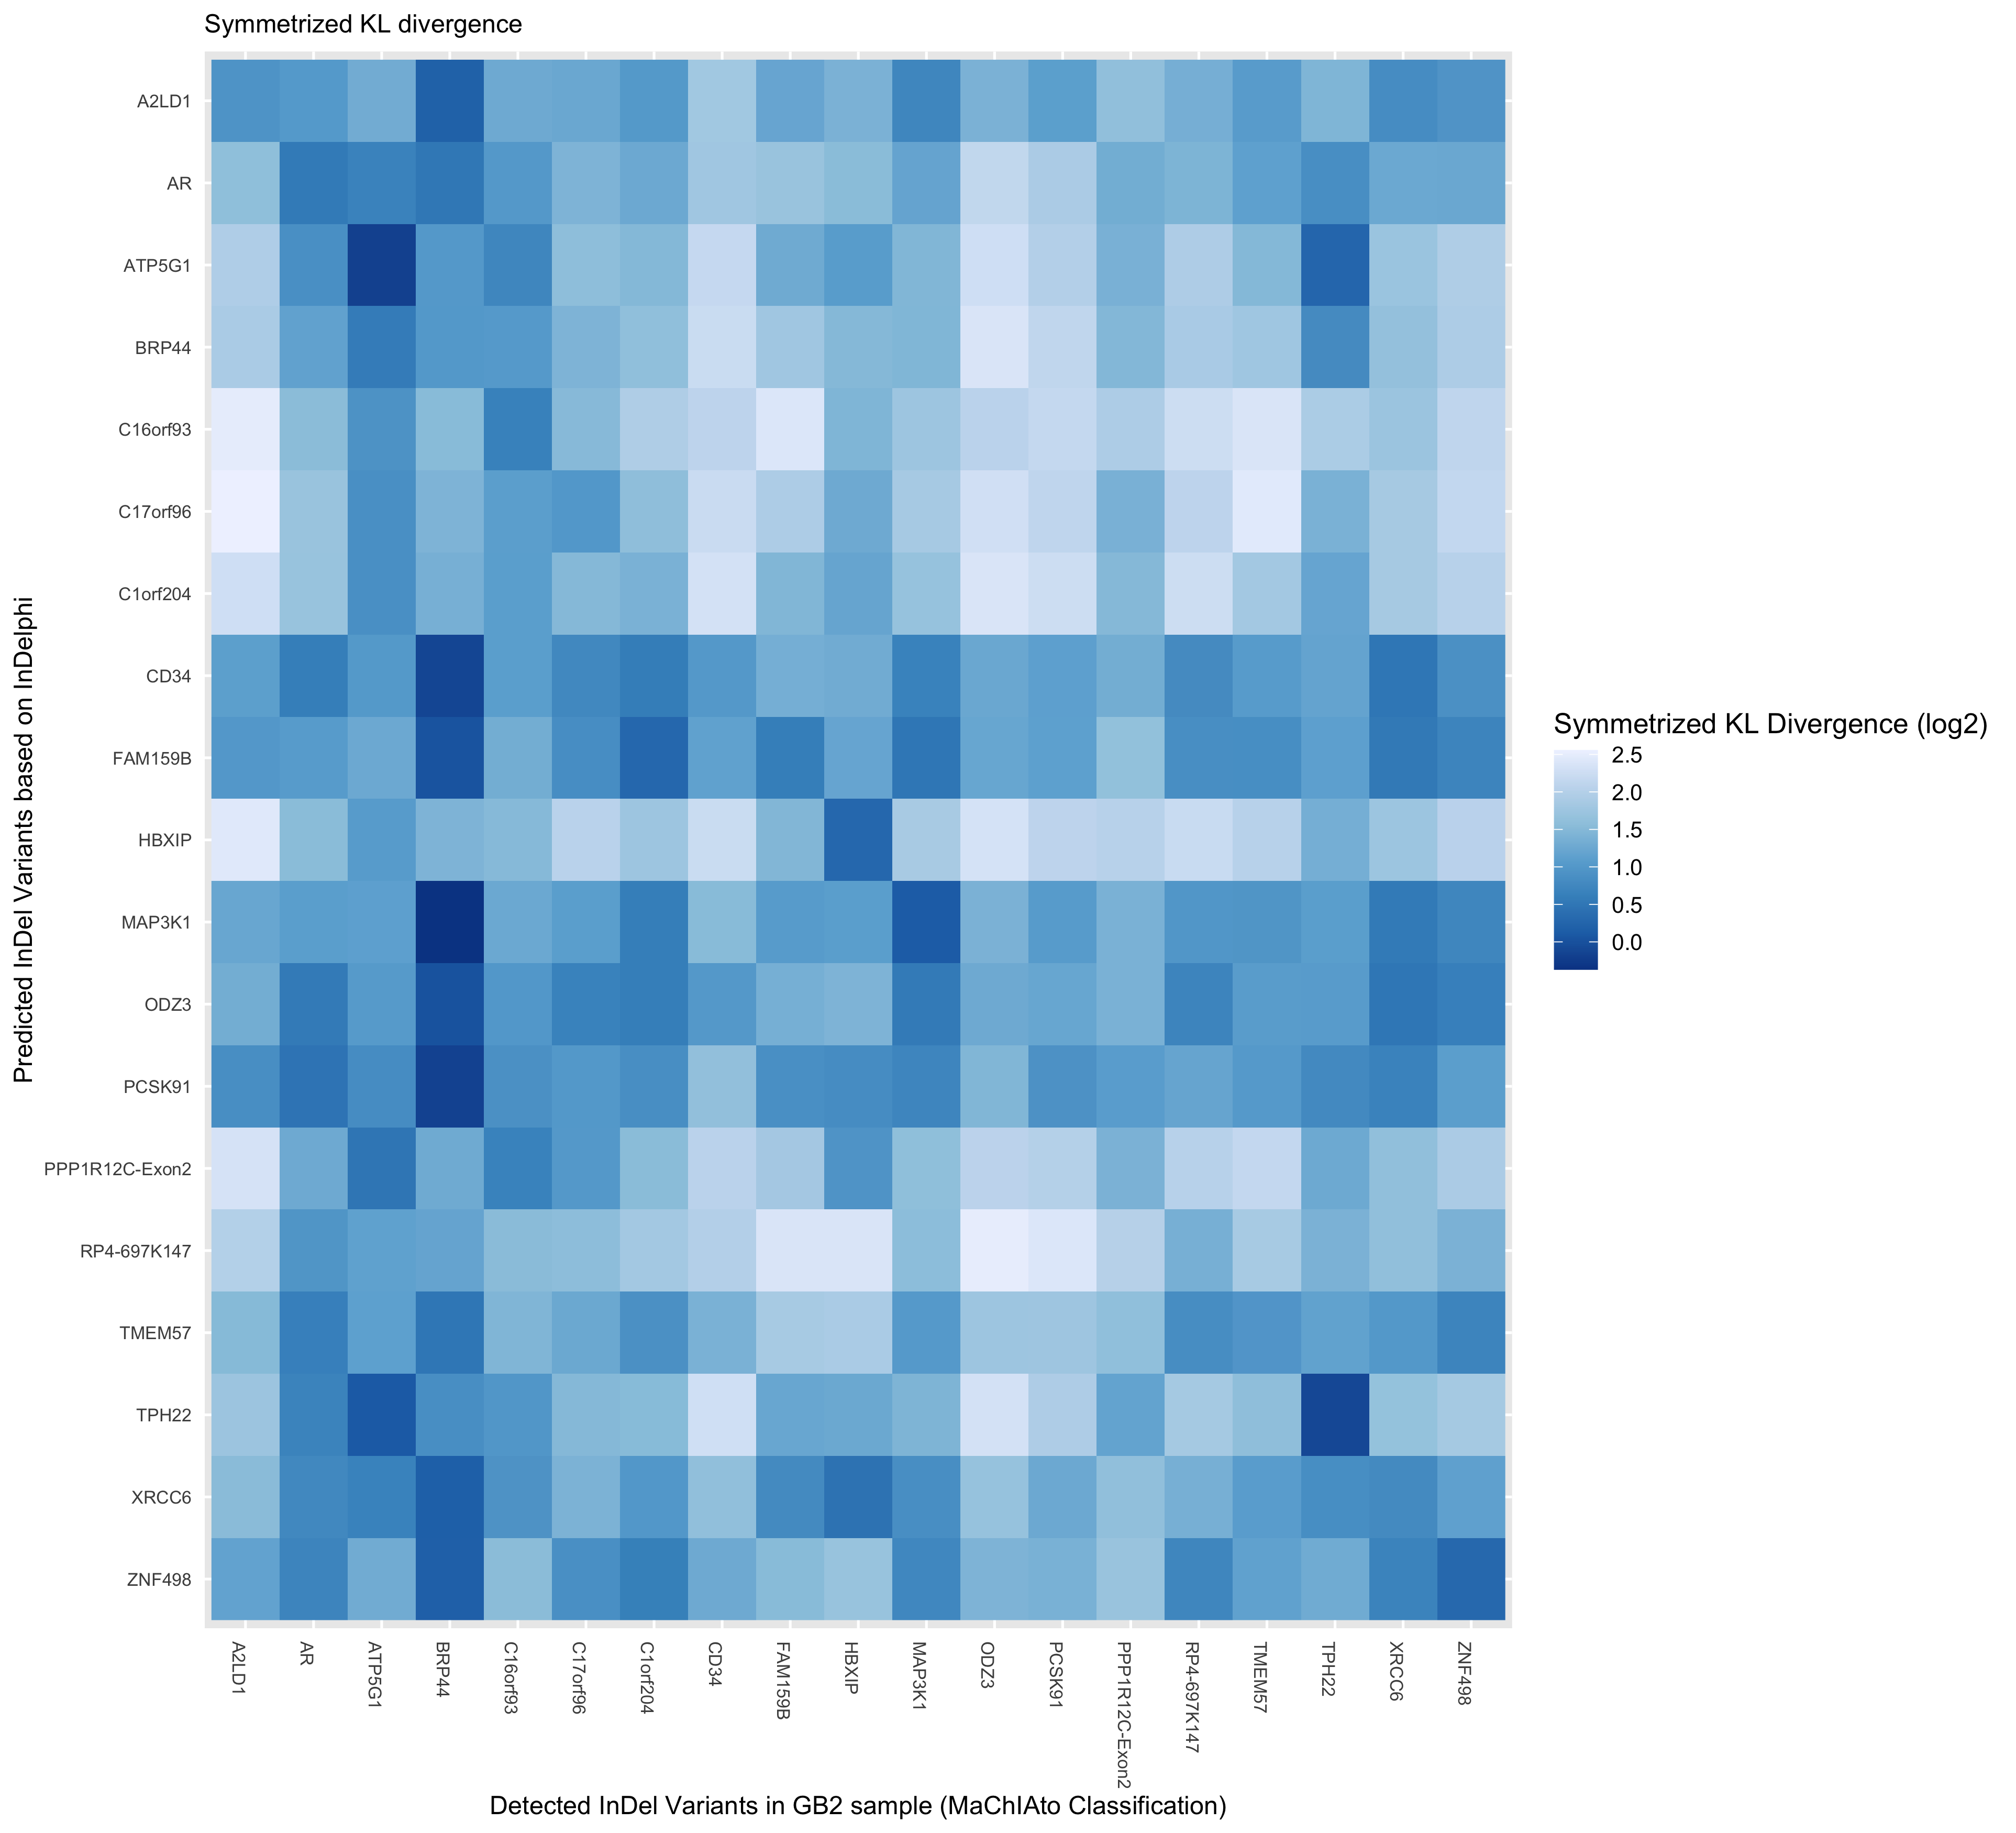 Symmetrized KL divergence
A2LD1
AR
ATP5G1
BRP44
C16orf93
C17orf96
C1orf204
CD34
FAM159B
HBXIP
MAP3K1
ODZ3
PCSK91
PPP1R12C-Exon2
RP4-697K147
TMEM57
TPH22
XRCC6
ZNF498
Predicted InDel Variants based on InDelphi
A2LD1
AR
ATP5G1
BRP44
C16orf93
C17orf96
C1orf204
CD34
FAM159B
HBXIP
MAP3K1
ODZ3
PCSK91
PPP1R12C-Exon2
RP4-697K147
TMEM57
TPH22
XRCC6
ZNF498
Detected InDel Variants in GB2 sample (MaChIAto Classification)
Symmetrized KL Divergence (log2)
2.5
2.0
1.5
1.0
0.5
0.0